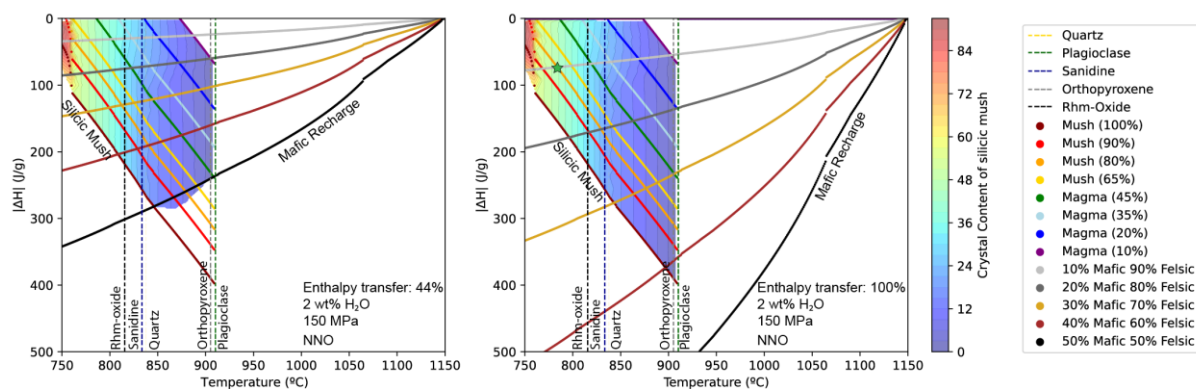 0
100
200
300
400
500
|ΔH| (J/g)
750 800 850 900 950 1000 1050 1100 1150
Temperature (ºC)
Silicic Mush
Mafic Recharge
Rhm-oxide
Sanidine
Quartz
Orthopyroxene
Plagioclase
Enthalpy transfer: 44%
2 wt% H₂O
150 MPa
NNO
0
100
200
300
400
500
|ΔH| (J/g)
750 800 850 900 950 1000 1050 1100 1150
Temperature (ºC)
Silicic Mush
Mafic Recharge
Rhm-oxide
Sanidine
Quartz
Orthopyroxene
Plagioclase
Enthalpy transfer: 100%
2 wt% H₂O
150 MPa
NNO
84
72
60
48
36
24
12
0
Crystal Content of silicic mush
Quartz
Plagioclase
Sanidine
Orthopyroxene
Rhm-Oxide
Mush (100%)
Mush (90%)
Mush (80%)
Mush (65%)
Magma (45%)
Magma (35%)
Magma (20%)
Magma (10%)
10% Mafic 90% Felsic
20% Mafic 80% Felsic
30% Mafic 70% Felsic
40% Mafic 60% Felsic
50% Mafic 50% Felsic